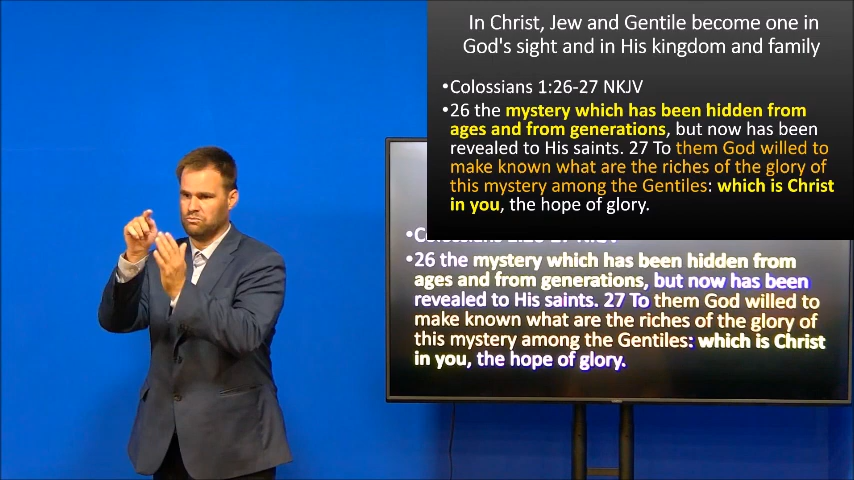 In Christ, Jew and Gentile become one in
God's sight and in His kingdom and family
•Colossians 1:26-27 NKJV
•26 the mystery which has been hidden from
ages and from generations, but now has been
revealed to His saints. 27 To them God willed to
make known what are the riches of the glory of
this mystery among the Gentiles: which is Christ
in you, the hope of glory.
•26 the mystery which has been hidden from
ages and from generations, but now has been
revealed to His saints. 27 To them God willed to
make known what are the riches of the glory of
this mystery among the Gentiles: which is Christ
in you, the hope of glory.